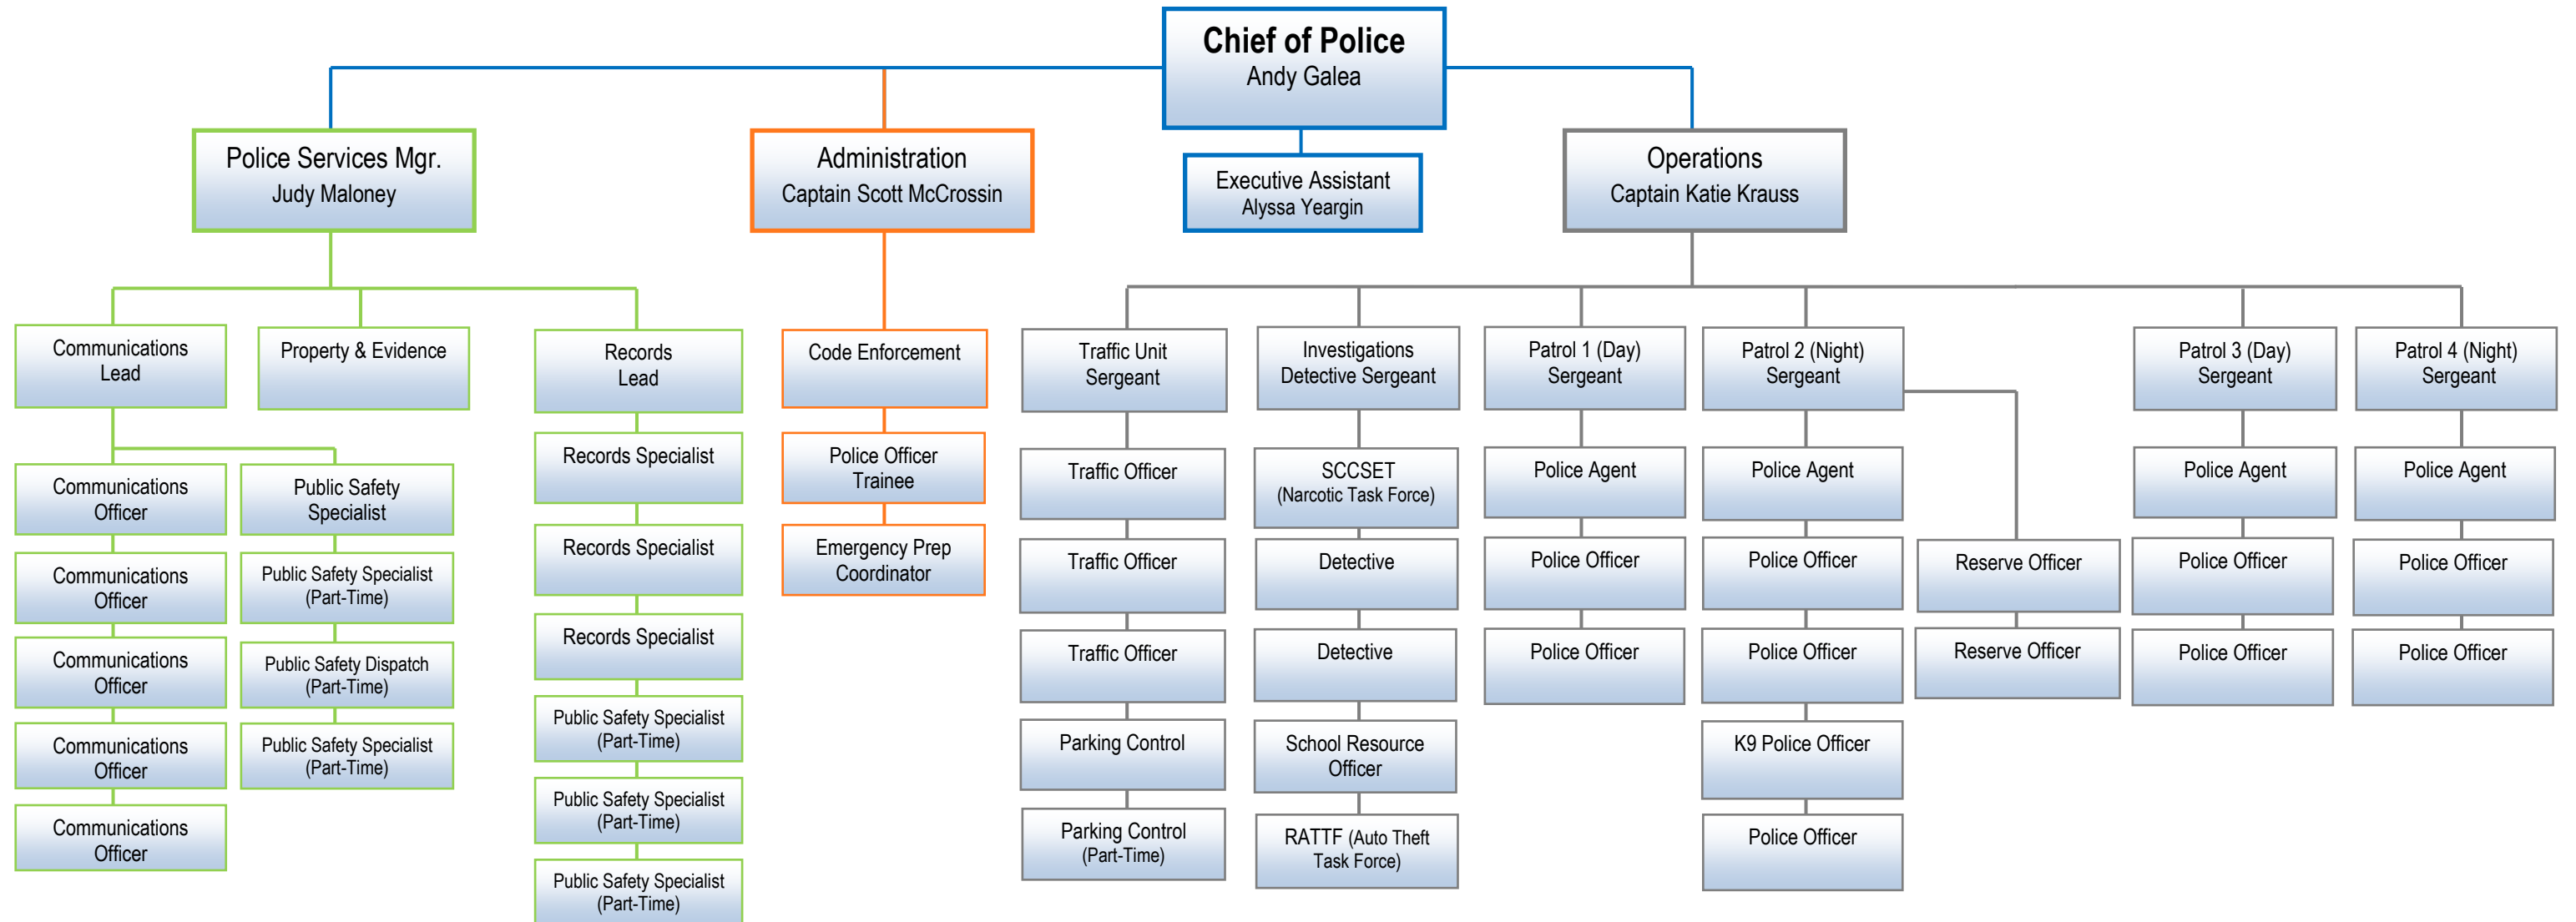 Chief of Police
Andy Galea
Police Services Mgr.
Judy Maloney
Administration
Captain Scott McCrossin
Executive Assistant
Alyssa Yeargin
Operations
Captain Katie Krauss
Communications
Lead
Property & Evidence
Records
Lead
Code Enforcement
Traffic Unit
Sergeant
Investigations
Detective Sergeant
Patrol 1 (Day)
Sergeant
Patrol 2 (Night)
Sergeant
Patrol 3 (Day)
Sergeant
Patrol 4 (Night)
Sergeant
Communications
Officer
Public Safety
Specialist
Records Specialist
Police Officer
Trainee
Traffic Officer
SCCSET
(Narcotic Task Force)
Police Agent
Police Agent
Police Agent
Police Agent
Communications
Officer
Public Safety Specialist
(Part-Time)
Records Specialist
Emergency Prep
Coordinator
Traffic Officer
Detective
Police Officer
Police Officer
Reserve Officer
Police Officer
Police Officer
Communications
Officer
Public Safety Dispatch
(Part-Time)
Records Specialist
Traffic Officer
Detective
Police Officer
Police Officer
Reserve Officer
Police Officer
Police Officer
Communications
Officer
Public Safety Specialist
(Part-Time)
Public Safety Specialist
(Part-Time)
Parking Control
School Resource
Officer
K9 Police Officer
Communications
Officer
Public Safety Specialist
(Part-Time)
Parking Control
(Part-Time)
RATTF (Auto Theft
Task Force)
Police Officer
Public Safety Specialist
(Part-Time)